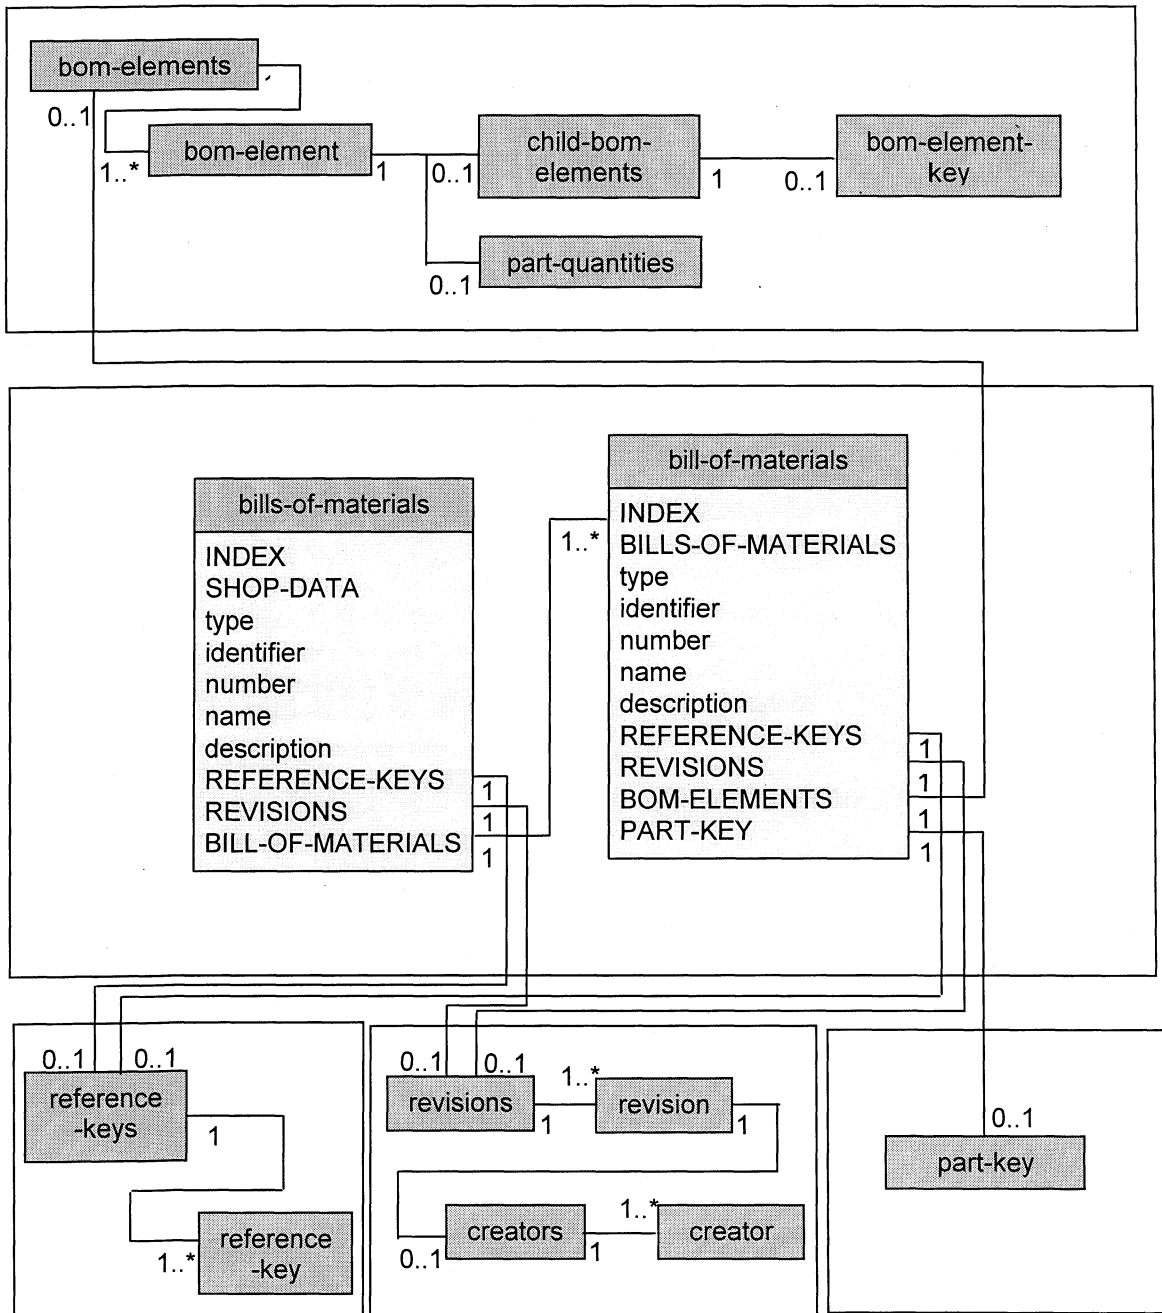 bom-elements
0..1
1..*
bom-element
1
0..1
child-bom-
elements
1
0..1
bom-element-
key
0..1
part-quantities
bills-of-materials
INDEX
SHOP-DATA
type
identifier
number
name
description
REFERENCE-KEYS
REVISIONS
BILL-OF-MATERIALS
1
1
1
1..*
bill-of-materials
INDEX
BILLS-OF-MATERIALS
type
identifier
number
name
description
REFERENCE-KEYS
REVISIONS
BOM-ELEMENTS
PART-KEY
1
1
1
1
0..1
0..1
reference
-keys
1
1..*
reference
-key
0..1
0..1
revisions
1
1..*
revision
1
0..1
creators
1
1..*
creator
0..1
part-key